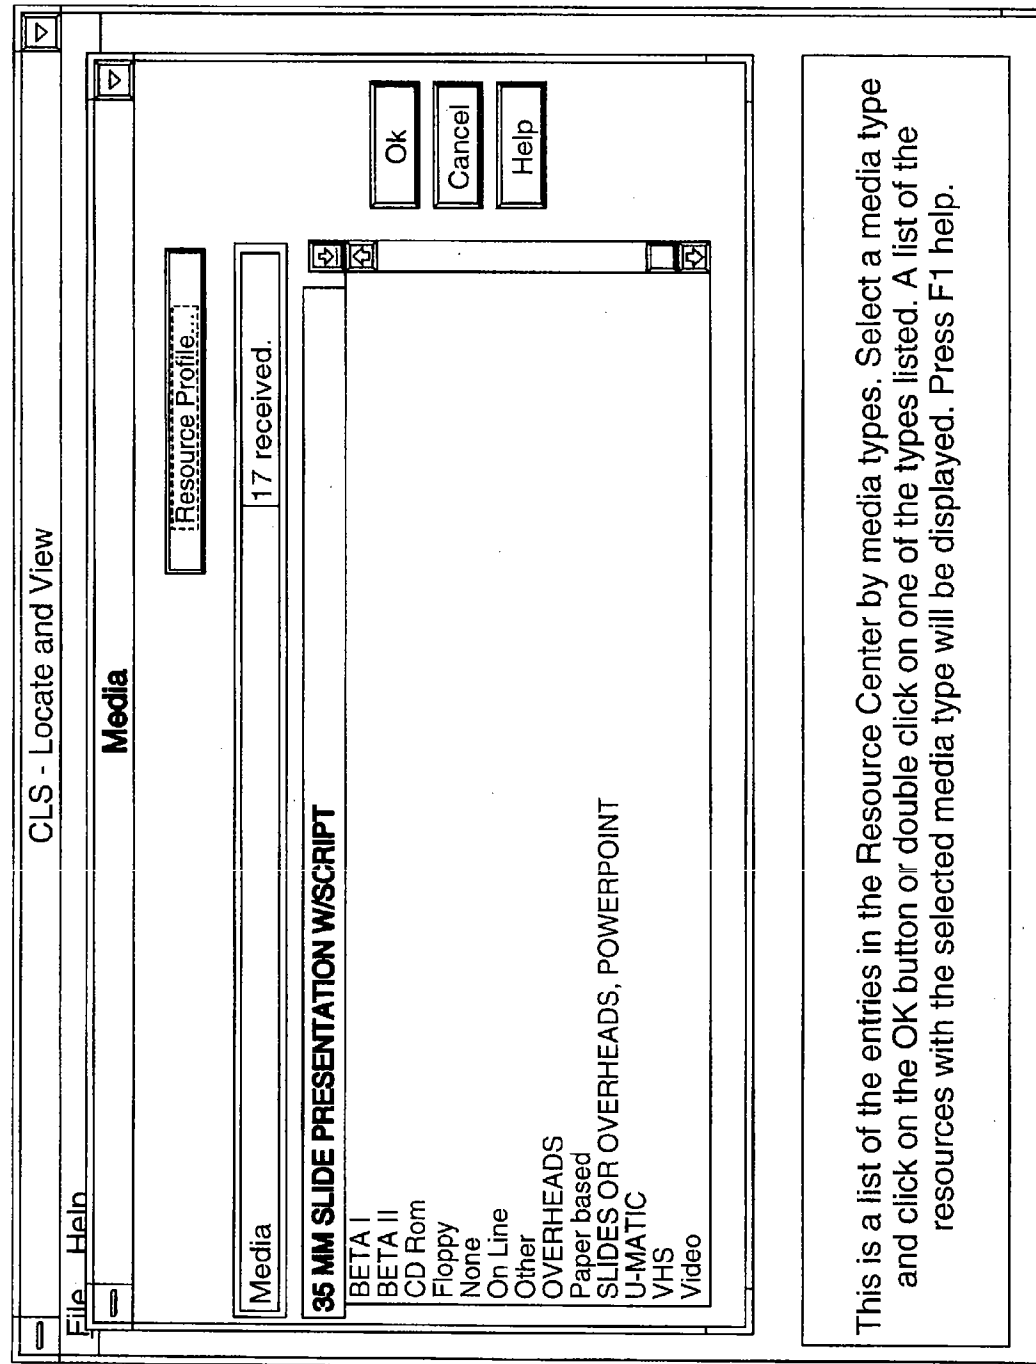 CLS - Locate and View
File Help
Media
Resource Profile...
Media 17 received.
35 MM SLIDE PRESENTATION W/SCRIPT
BETA I
BETA II
CD Rom
Floppy
None
On Line
Other
OVERHEADS
Paper based
SLIDES OR OVERHEADS, POWERPOINT
U-MATIC
VHS
Video
Ok
Cancel
Help
This is a list of the entries in the Resource Center by media types. Select a media type
and click on the OK button or double click on one of the types listed. A list of the
resources with the selected media type will be displayed. Press F1 help.